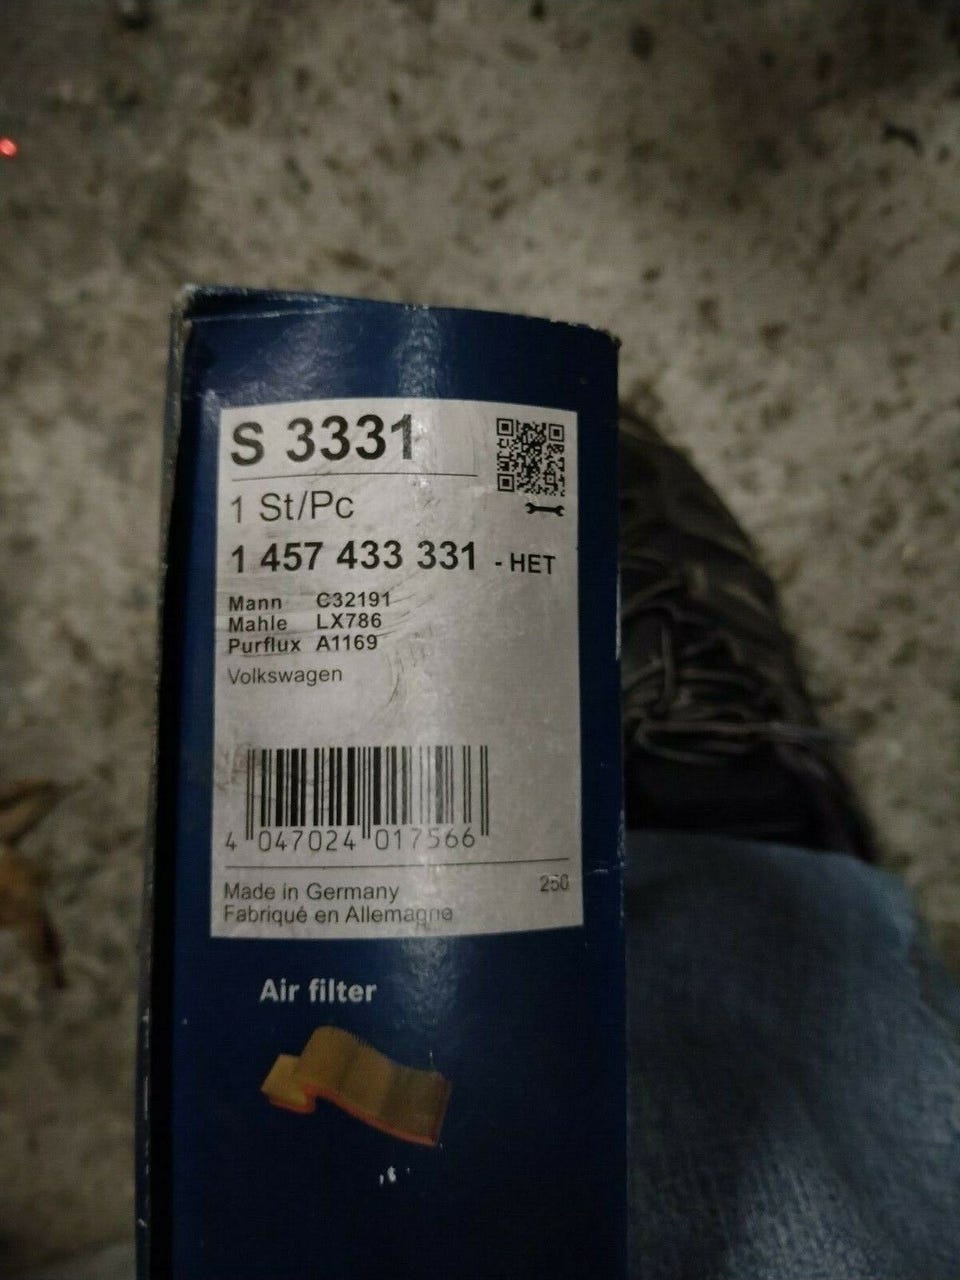 S 3331
1 St/Pc
1 457 433 331 - HET
Mann C32191
Mahle LX786
Purflux A1169
Volkswagen
4 047024 017566
Made in Germany 250
Fabriqué en Allemagne
Air filter